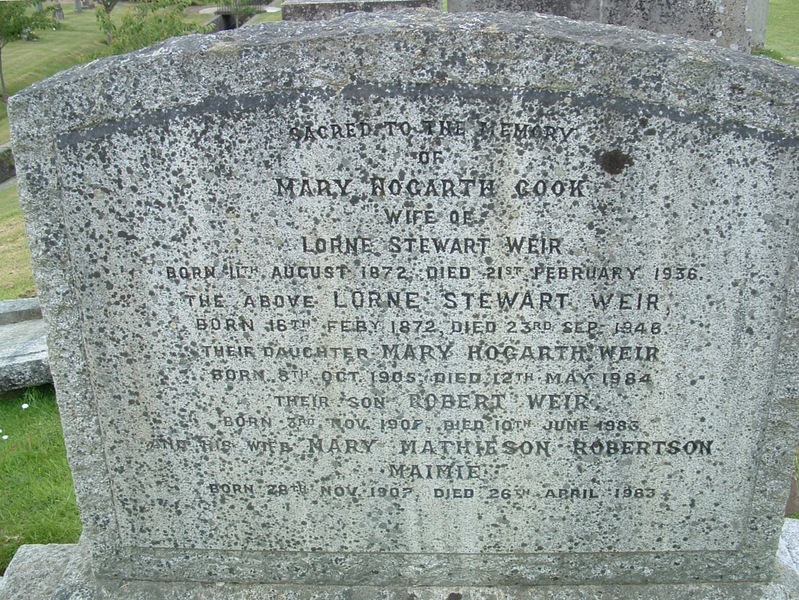 SACRED TO THE MEMORY
OF
MARY HOGARTH COOK
WIFE OF
LORNE STEWART WEIR
BORN 11TH AUGUST 1872, DIED 21ST FEBRUARY 1936.
THE ABOVE LORNE STEWART WEIR,
BORN 16TH FEBY 1872, DIED 23RD SEP. 1946
THEIR DAUGHTER MARY HOGARTH WEIR
BORN 8TH OCT. 1905, DIED 12TH MAY 1984
THEIR SON ROBERT WEIR,
BORN 3RD NOV. 1907, DIED 10TH JUNE 1983
AND HIS WIFE MARY MATHIESON ROBERTSON
MAIMIE
BORN 28TH NOV. 1907, DIED 26TH APRIL 1983